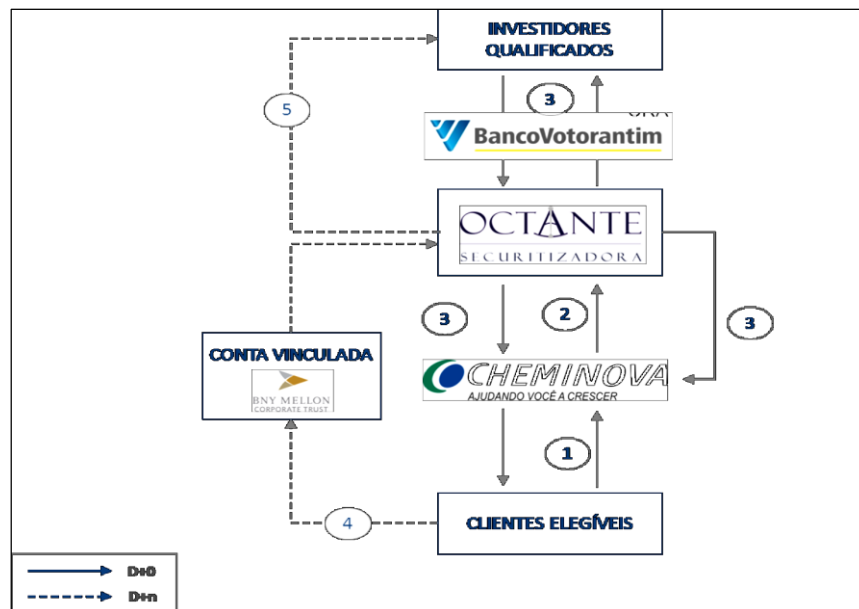 INVESTIDORES
QUALIFICADOS
5
3
BancoVotorantim
OCTANTE
SECURITIZADORA
3
2
3
CONTA VINCULADA
BNY MELLON
CORPORATE TRUST
CHEMINOVA
AJUDANDO VOCÊ A CRESCER
1
4
CLIENTES ELEGÍVEIS
D+0
D+n